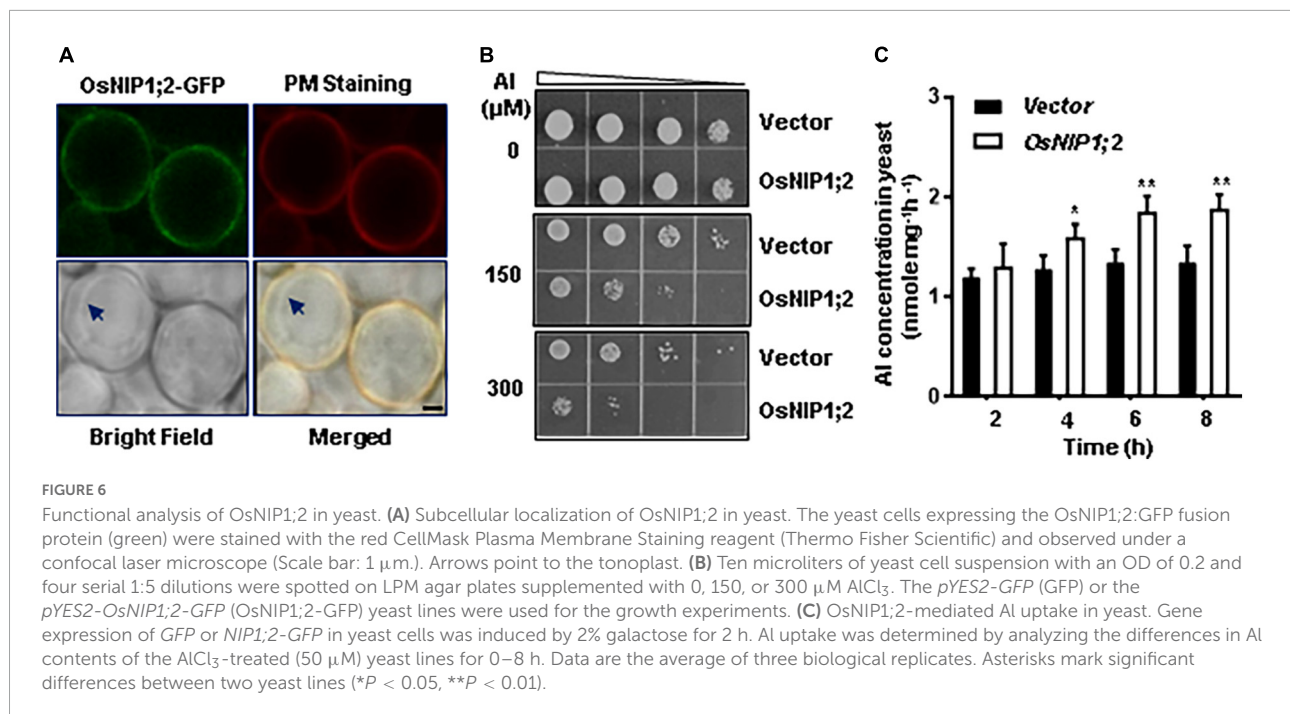 A
OsNIP1;2-GFP PM Staining
Bright Field Merged
B
Al
(μM)
0
Vector
OsNIP1;2
150
Vector
OsNIP1;2
300
Vector
OsNIP1;2
C
Al concentration in yeast
(nmolemg⁻¹h⁻¹)
3
2
1
0
Vector
OsNIP1;2
*
**
**
2 4 6 8
Time (h)
FIGURE 6
Functional analysis of OsNIP1;2 in yeast. (A) Subcellular localization of OsNIP1;2 in yeast. The yeast cells expressing the OsNIP1;2:GFP fusion
protein (green) were stained with the red CellMask Plasma Membrane Staining reagent (Thermo Fisher Scientific) and observed under a
confocal laser microscope (Scale bar: 1 μm.). Arrows point to the tonoplast. (B) Ten microliters of yeast cell suspension with an OD of 0.2 and
four serial 1:5 dilutions were spotted on LPM agar plates supplemented with 0, 150, or 300 μM AlCl₃. The pYES2-GFP (GFP) or the
pYES2-OsNIP1;2-GFP (OsNIP1;2-GFP) yeast lines were used for the growth experiments. (C) OsNIP1;2-mediated Al uptake in yeast. Gene
expression of GFP or NIP1;2-GFP in yeast cells was induced by 2% galactose for 2 h. Al uptake was determined by analyzing the differences in Al
contents of the AlCl₃-treated (50 μM) yeast lines for 0–8 h. Data are the average of three biological replicates. Asterisks mark significant
differences between two yeast lines (*P < 0.05, **P < 0.01).